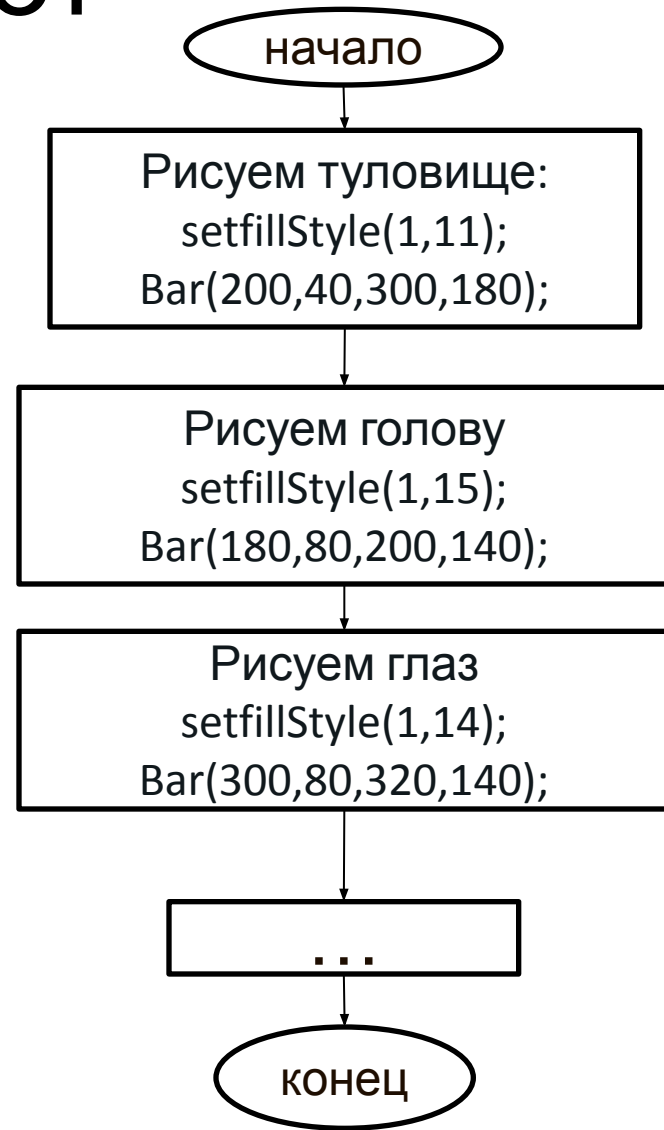 начало
Рисуем туловище:
setfillStyle(1,11);
Bar(200,40,300,180);
Рисуем голову
setfillStyle(1,15);
Bar(180,80,200,140);
Рисуем глаз
setfillStyle(1,14);
Bar(300,80,320,140);
...
конец